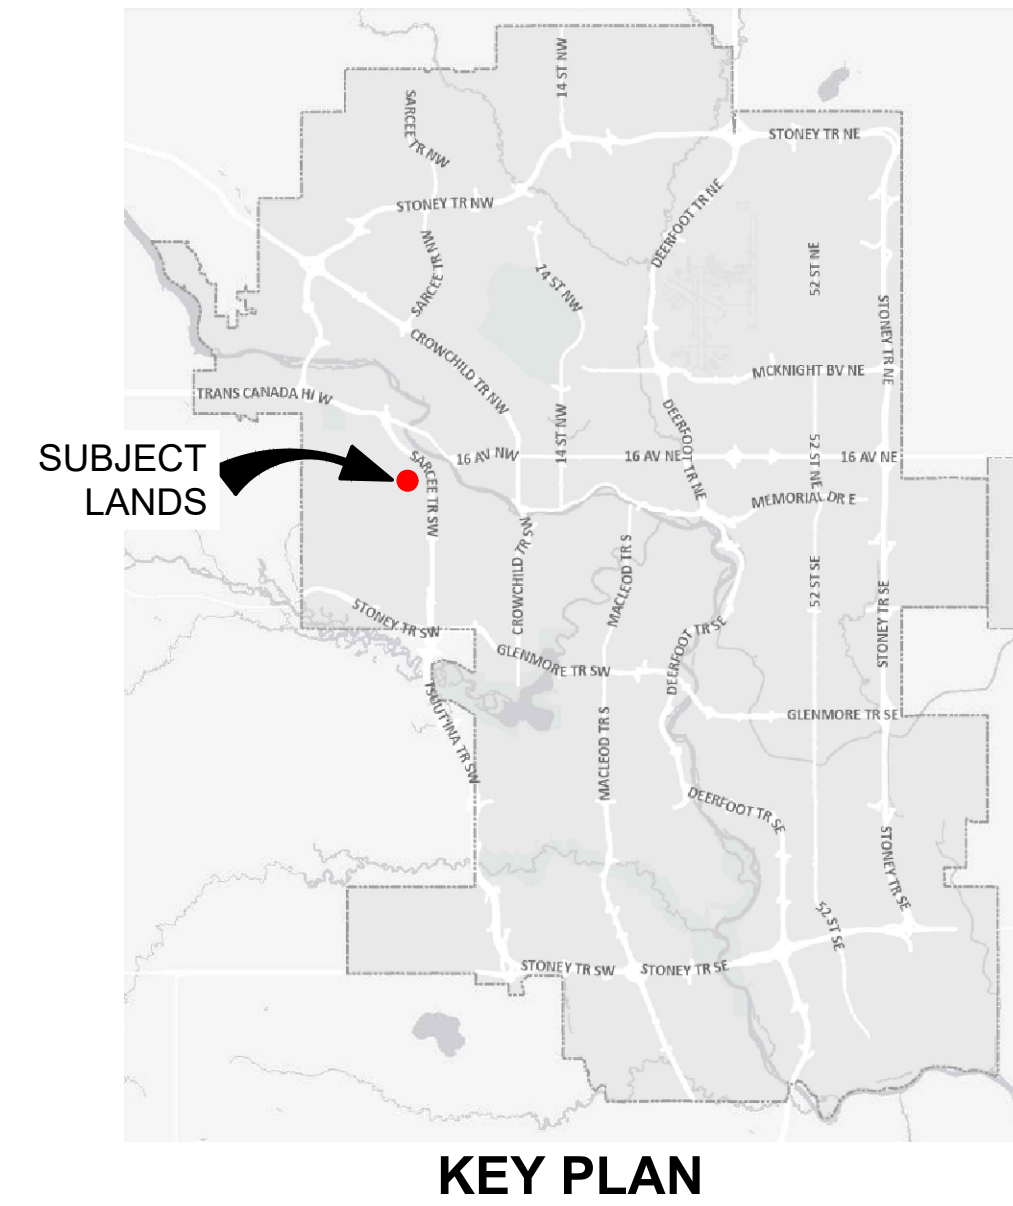 14 ST NW
SARCEE TR NW
STONEY TR NE
STONEY TR NW
DEERFOOT TR NE
SARCEE TR NW
14 ST NW
52 ST NE
STONEY TR NE
CROWCHILD TR NW
MCKNIGHT BV NE
TRANS CANADA HI W
DEERFOOT TR NE
14 ST NW
52 ST NE
SUBJECT
LANDS
SARCEE TR SW
16 AV NW
16 AV NE
16 AV NE
MEMORIAL DR E
CROWCHILD TR SW
MACLEOD TR S
52 ST SE
STONEY TR SE
STONEY TR SW
GLENMORE TR SW
DEERFOOT TR SE
TSUUT'INA TR SW
MACLEOD TR S
GLENMORE TR SE
DEERFOOT TR SE
STONEY TR SE
52 ST SE
STONEY TR SW
STONEY TR SE
KEY PLAN